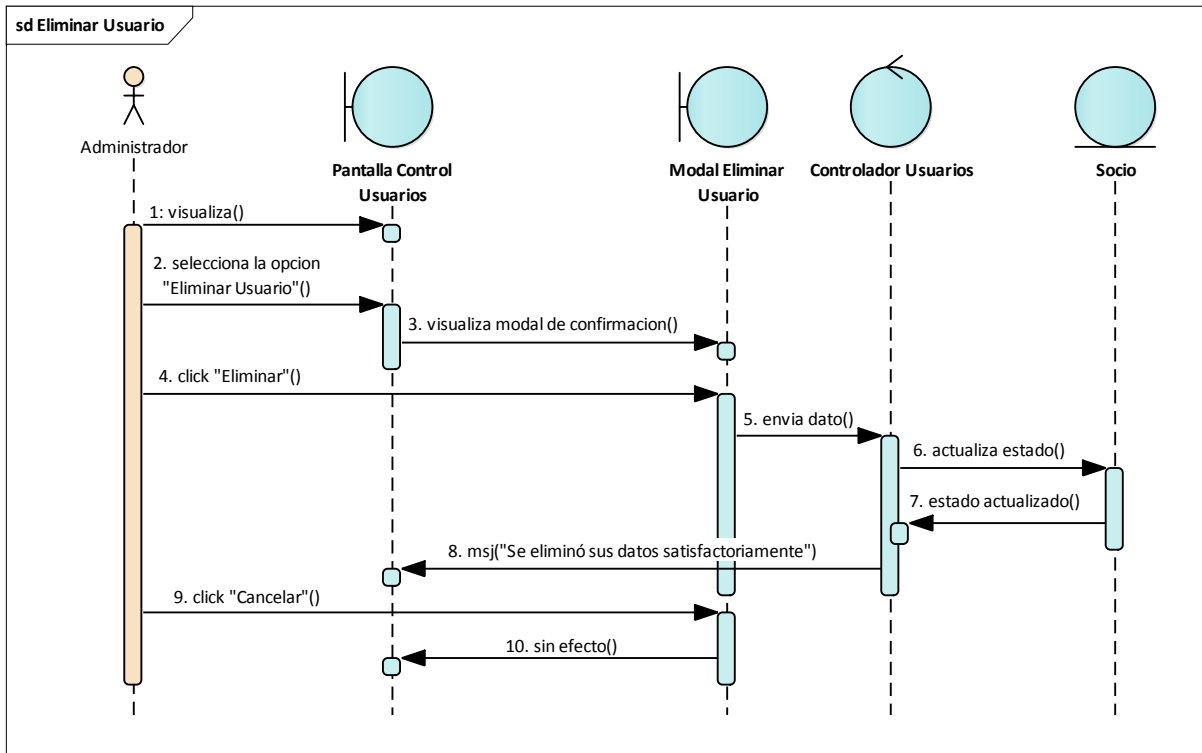 sd Eliminar Usuario
Administrador
Pantalla Control
Usuarios
Modal Eliminar
Usuario
Controlador Usuarios
Socio
1: visualiza()
2. selecciona la opcion
"Eliminar Usuario"()
3. visualiza modal de confirmacion()
4. click "Eliminar"()
5. envia dato()
6. actualiza estado()
7. estado actualizado()
8. msj("Se eliminó sus datos satisfactoriamente")
9. click "Cancelar"()
10. sin efecto()